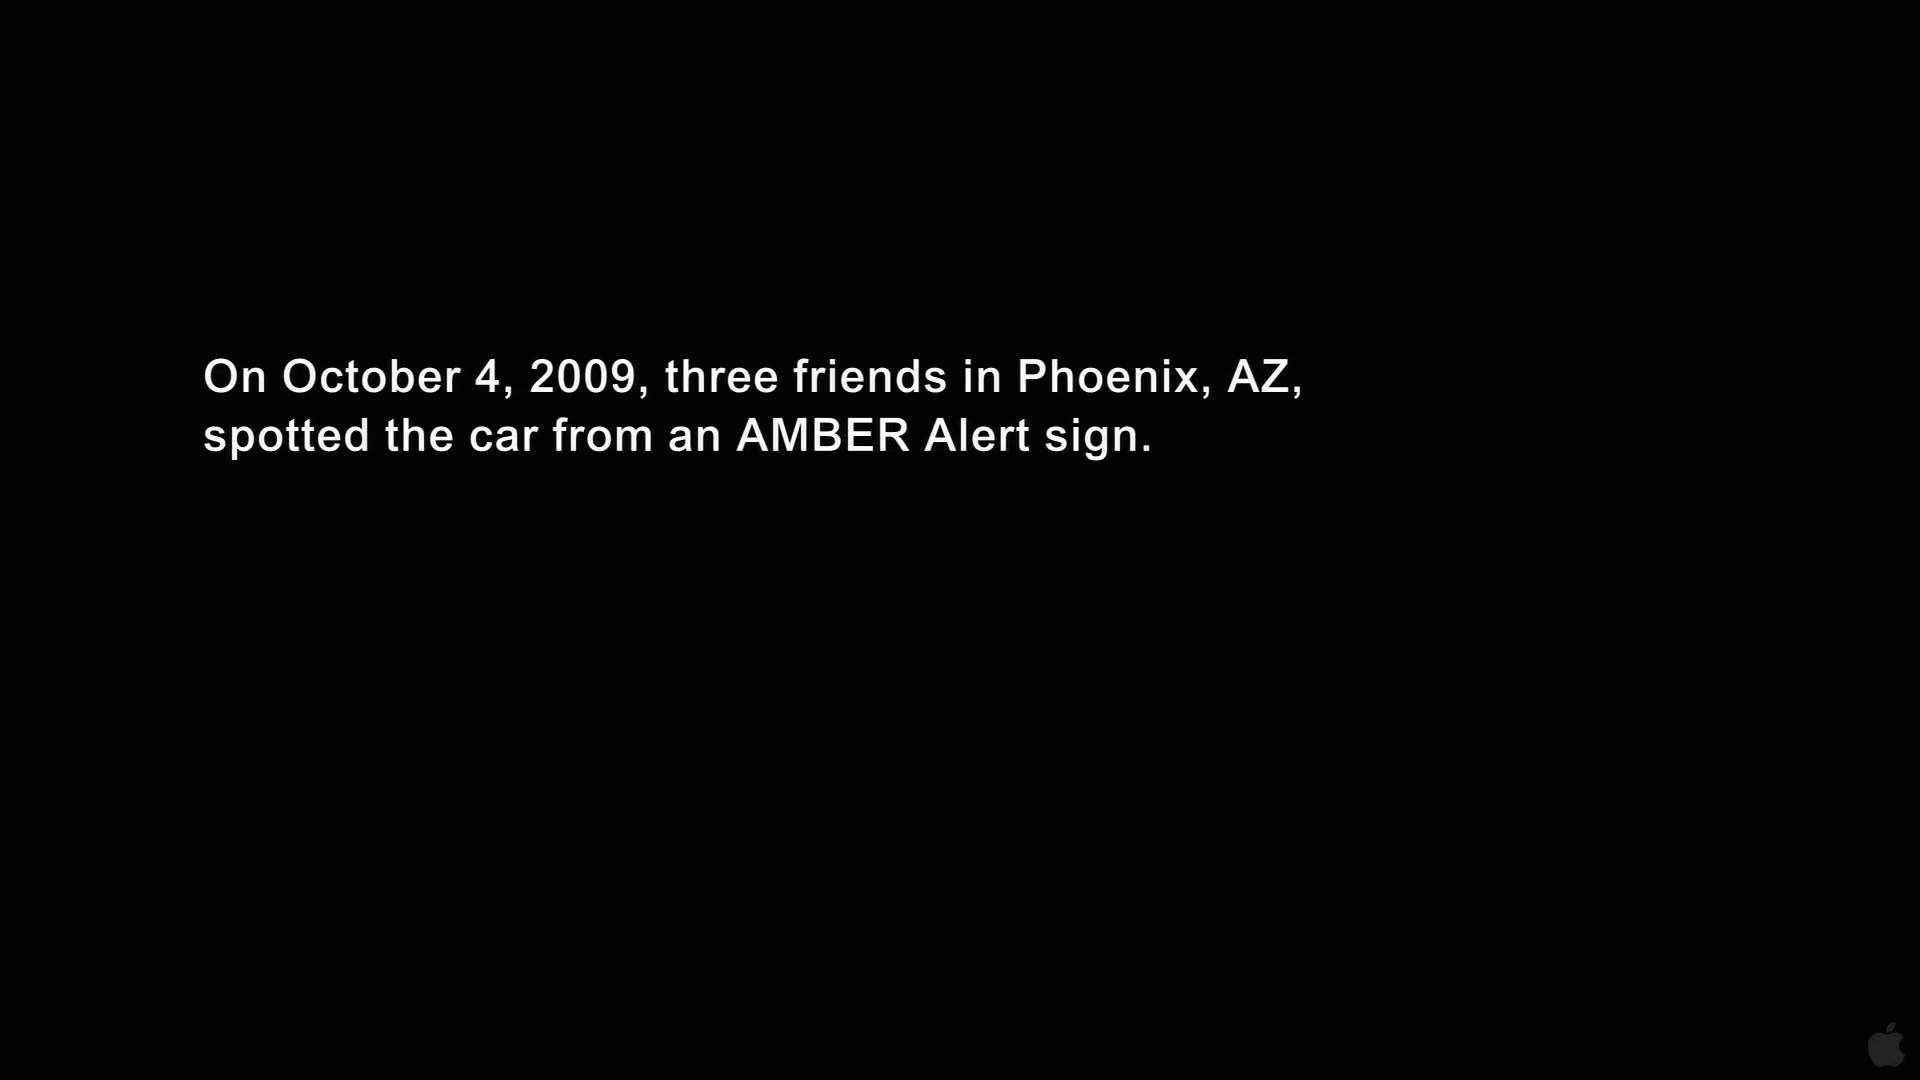 On October 4, 2009, three friends in Phoenix, AZ,
spotted the car from an AMBER Alert sign.